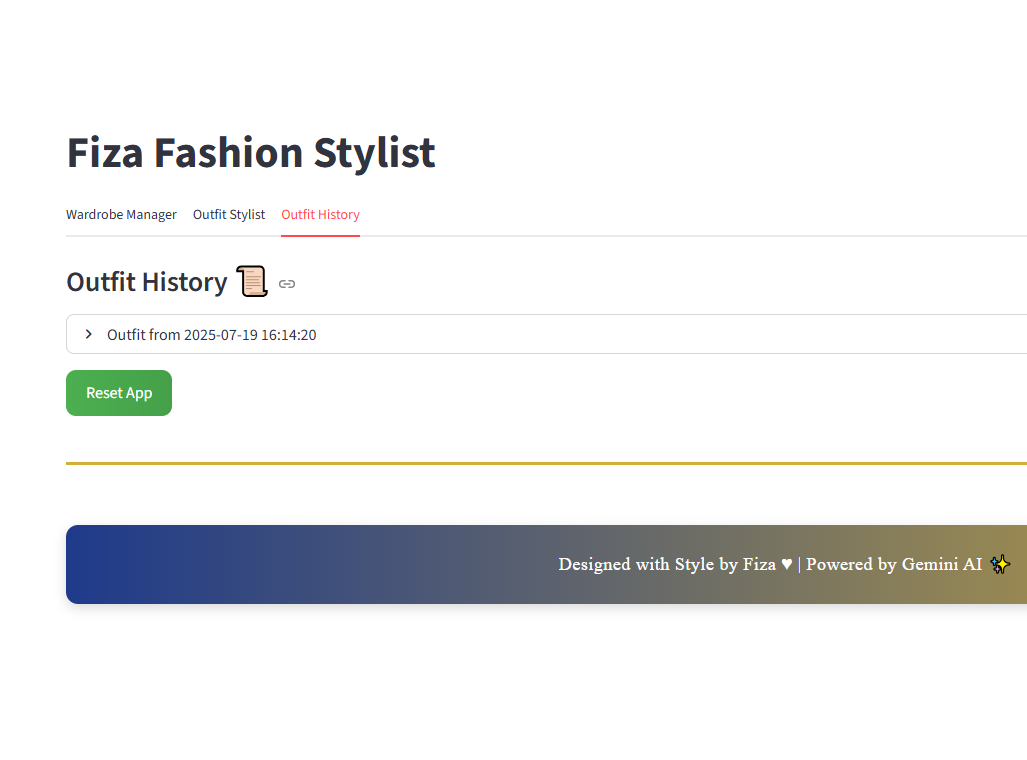 Fiza Fashion Stylist
Wardrobe Manager Outfit Stylist Outfit History
Outfit History 📜
Outfit from 2025-07-19 16:14:20
Reset App
Designed with Style by Fiza ♥ | Powered by Gemini AI ✨